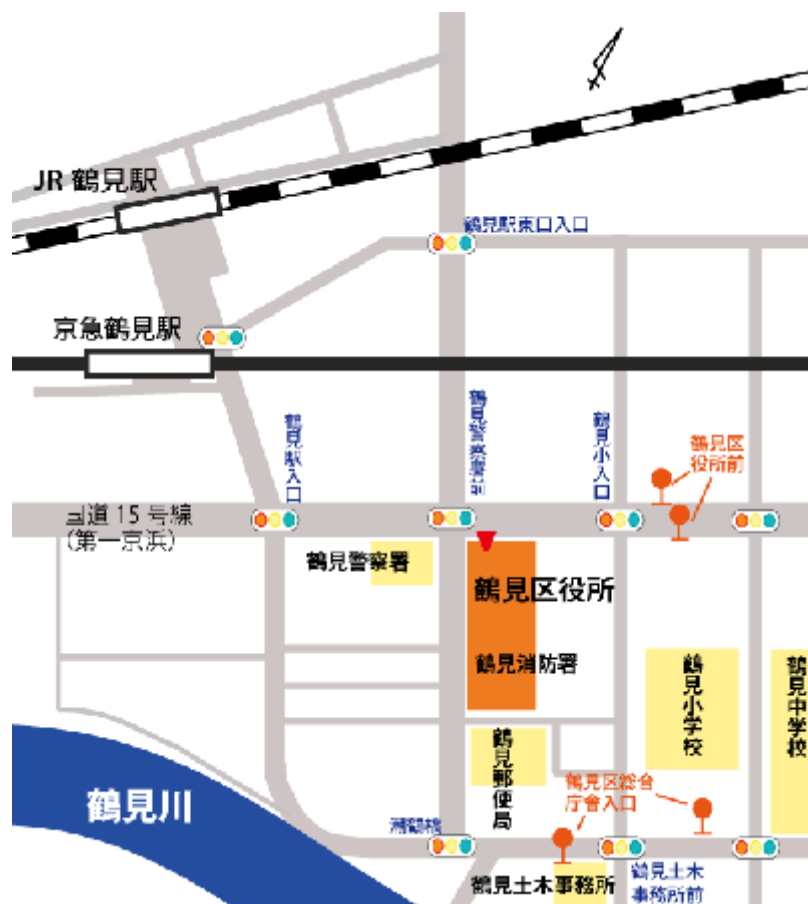 JR 鶴見駅
鶴見駅東口入口
京急鶴見駅
鶴見駅入口
鶴見警察署前
鶴見小入口
鶴見区
役所前
国道 15 号線
(第一京浜)
鶴見警察署
鶴見区役所
鶴見消防署
鶴見小学校
鶴見中学校
鶴見郵便局
鶴見区総合
庁舎入口
鶴見川
潮鶴橋
鶴見土木事務所
鶴見土木
事務所前